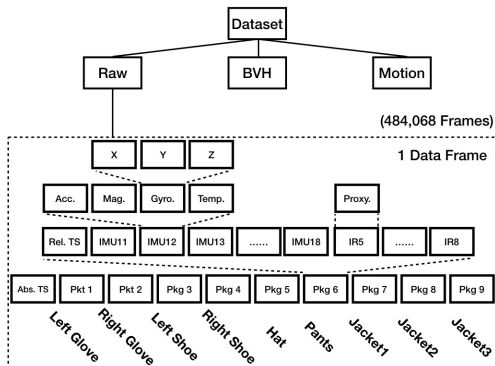 Dataset
Raw BVH Motion
(484,068 Frames)
1 Data Frame
X Y Z
Acc. Mag. Gyro. Temp. Proxy.
Rel. TS IMU11 IMU12 IMU13 ...... IMU18 IR5 ...... IR8
Abs. TS Pkt 1 Pkt 2 Pkg 3 Pkg 4 Pkg 5 Pkg 6 Pkg 7 Pkg 8 Pkg 9
Left Glove
Right Glove
Left Shoe
Right Shoe
Hat
Pants
Jacket1
Jacket2
Jacket3